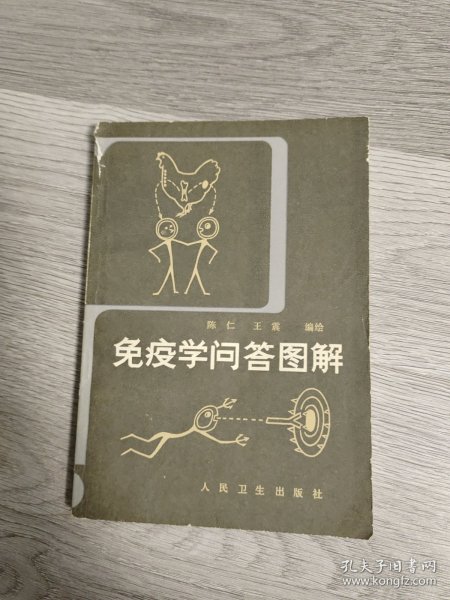 陈仁 王震 编绘
免疫学问答图解
人民卫生出版社
孔夫子旧书网
www.kongfz.com